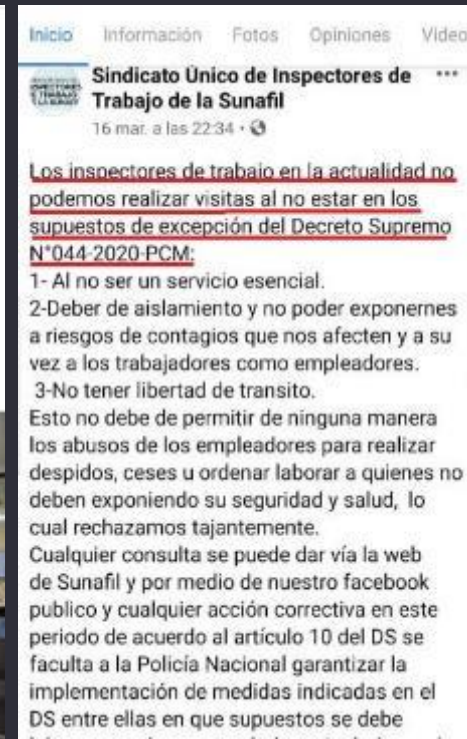 Inicio Información Fotos Opiniones Video
Sindicato Único de Inspectores de ...
Trabajo de la Sunafil
16 mar. a las 22:34 ·
Los inspectores de trabajo en la actualidad no
podemos realizar visitas al no estar en los
supuestos de excepción del Decreto Supremo
N°044-2020-PCM:
1- Al no ser un servicio esencial.
2-Deber de aislamiento y no poder exponernes
a riesgos de contagios que nos afecten y a su
vez a los trabajadores como empleadores.
3-No tener libertad de transito.
Esto no debe de permitir de ninguna manera
los abusos de los empleadores para realizar
despidos, ceses u ordenar laborar a quienes no
deben exponiendo su seguridad y salud, lo
cual rechazamos tajantemente.
Cualquier consulta se puede dar vía la web
de Sunafil y por medio de nuestro facebook
publico y cualquier acción correctiva en este
periodo de acuerdo al artículo 10 del DS se
faculta a la Policía Nacional garantizar la
implementación de medidas indicadas en el
DS entre ellas en que supuestos se debe